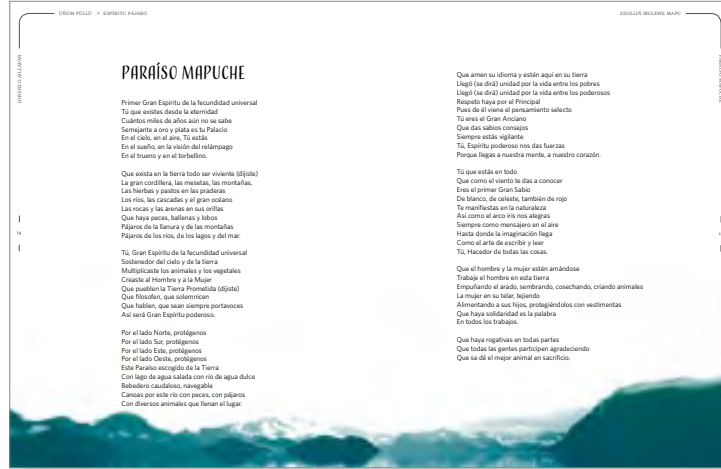 ÜÑÜM PÜLLÜ • ESPÍRITU PÁJARO
MULEWE MAPU
PARAÍSO MAPUCHE
Primer Gran Espíritu de la fecundidad universal
Tú que existes desde la eternidad
Cuántos miles de años aún no se sabe
Semejante a oro y plata es tu Palacio
En el cielo, en el aire, Tú estás
En el sueño, en la visión del relámpago
En el trueno y en el torbellino.
Que exista en la tierra todo ser viviente (dijiste)
La gran cordillera, las mesetas, las montañas,
Las hierbas y pastos en las praderas
Los ríos, las cascadas y el gran océano
Las rocas y las arenas en sus orillas
Que haya peces, ballenas y lobos
Pájaros de la llanura y de las montañas
Pájaros de los ríos, de los lagos y del mar.
Tú, Gran Espíritu de la fecundidad universal
Sostenedor del cielo y de la tierra
Multiplicaste los animales y los vegetales
Creaste al Hombre y a la Mujer
Que pueblen la Tierra Prometida (dijiste)
Que filosofen, que solemnicen
Que hablen, que sean siempre portavoces
Así será Gran Espíritu poderoso.
Por el lado Norte, protégenos
Por el lado Sur, protégenos
Por el lado Este, protégenos
Por el lado Oeste, protégenos
Este Paraíso escogido de la Tierra
Con lago de agua salada con río de agua dulce
Bebedero caudaloso, navegable
Canoas por este río con peces, con pájaros
Con diversos animales que llenan el lugar.
Que amen su idioma y estén aquí en su tierra
Llegó (se dirá) unidad por la vida entre los pobres
Llegó (se dirá) unidad por la vida entre los poderosos
Respeto haya por el Principal
Pues de él viene el pensamiento selecto
Tú eres el Gran Anciano
Que das sabios consejos
Siempre estás vigilante
Tú, Espíritu poderoso nos das fuerzas
Porque llegas a nuestra mente, a nuestro corazón.
Tú que estás en todo
Que como el viento te das a conocer
Eres el primer Gran Sabio
De blanco, de celeste, también de rojo
Te manifiestas en la naturaleza
Así como el arco iris nos alegras
Siempre como mensajero en el aire
Hasta donde la imaginación llega
Como el arte de escribir y leer
Tú, Hacedor de todas las cosas.
Que el hombre y la mujer estén amándose
Trabaje el hombre en esta tierra
Empuñando el arado, sembrando, cosechando, criando animales
La mujer en su telar, tejiendo
Alimentando a sus hijos, protegiéndolos con vestimentas
Que haya solidaridad es la palabra
En todos los trabajos.
Que haya rogativas en todas partes
Que todas las gentes participen agradeciendo
Que se dé el mejor animal en sacrificio.